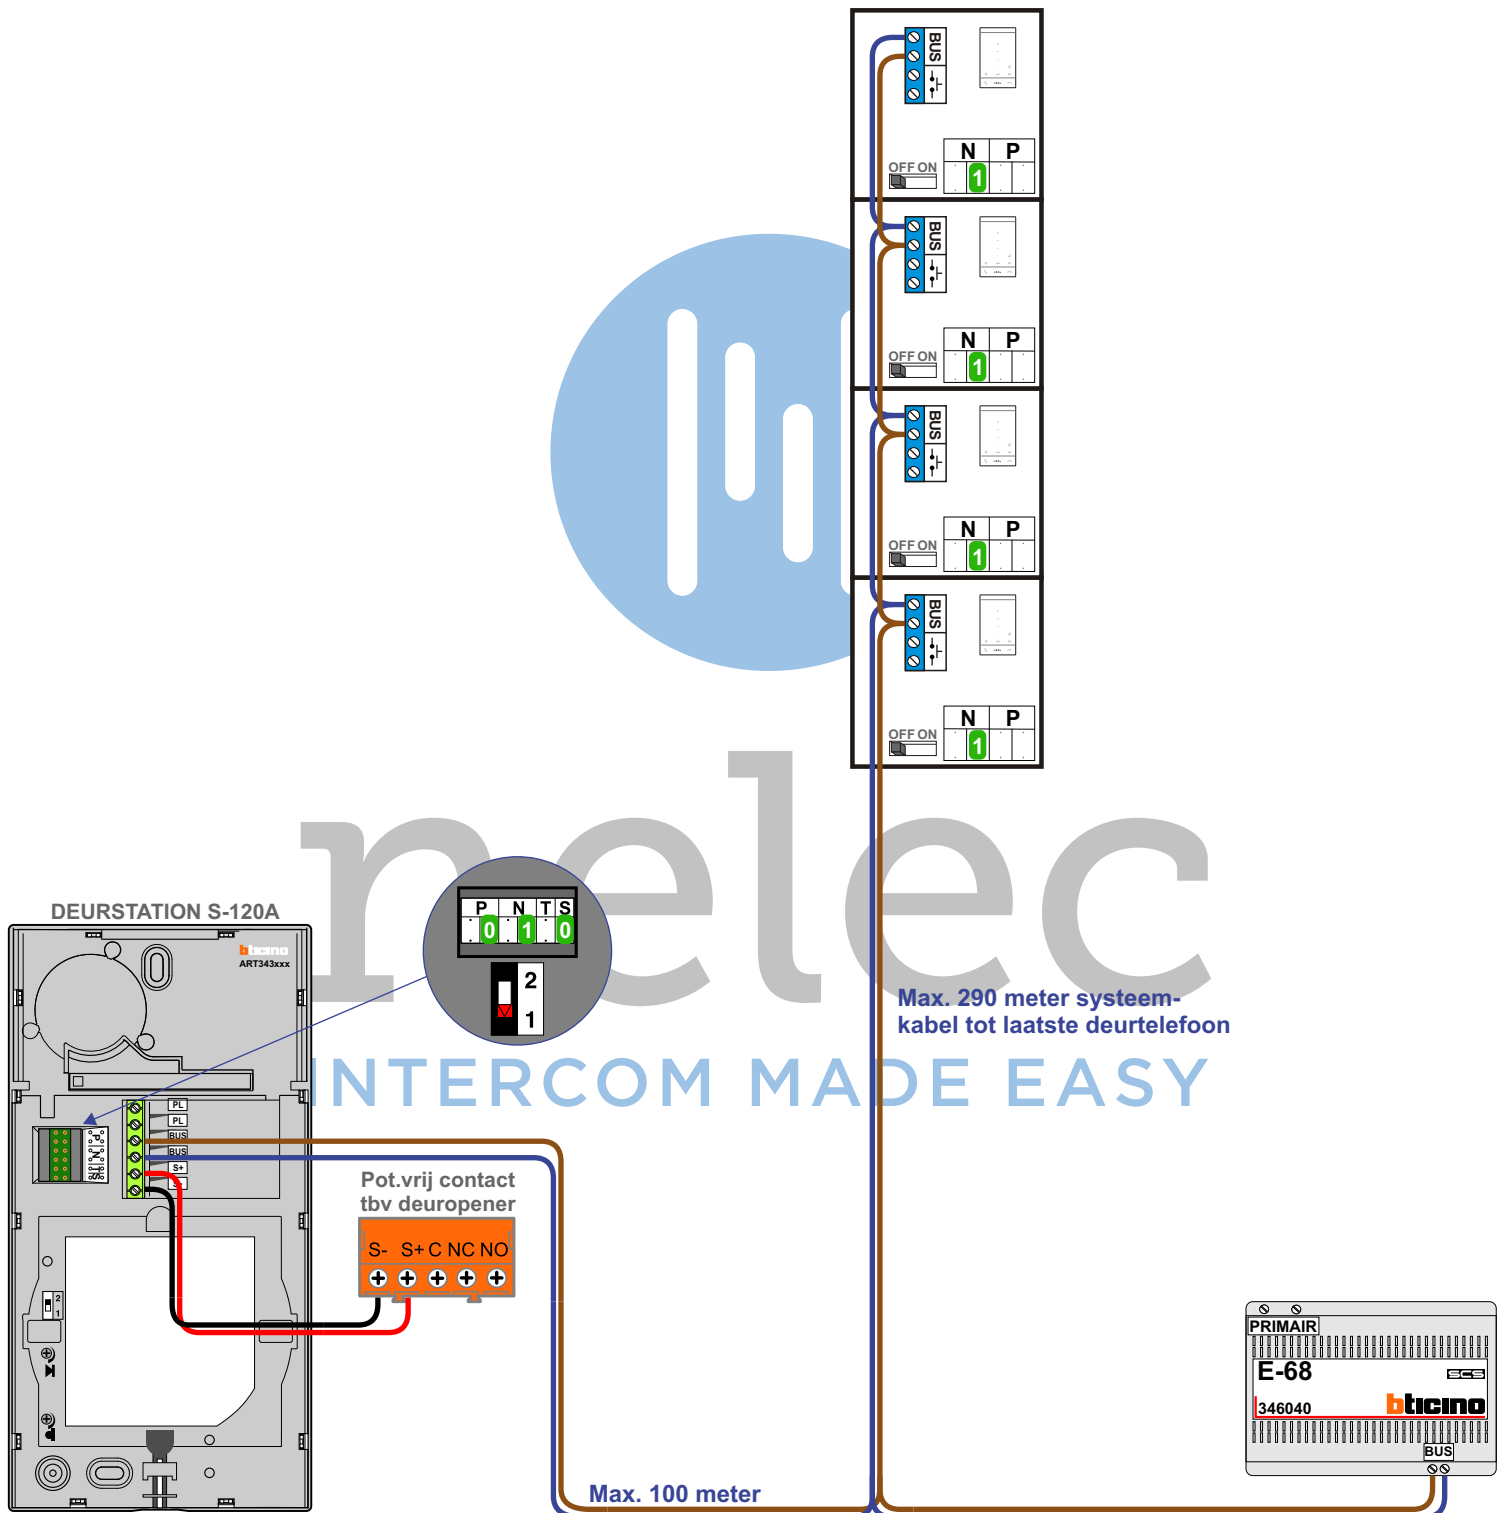 BUS
N P
OFF ON
1
BUS
N P
OFF ON
1
BUS
N P
OFF ON
1
BUS
N P
OFF ON
1
nelec
INTERCOM MADE EASY
DEURSTATION S-120A
bticino
ART343xxx
P N T S
0 1 0
2
1
Max. 290 meter systeem-
kabel tot laatste deurtelefoon
PL
PL
BUS
BUS
S+
S-
P N T S
2
1
Pot.vrij contact
tbv deuropener
S- S+ C NC NO
Max. 100 meter
PRIMAIR
E-68
SCS
346040
bticino
BUS